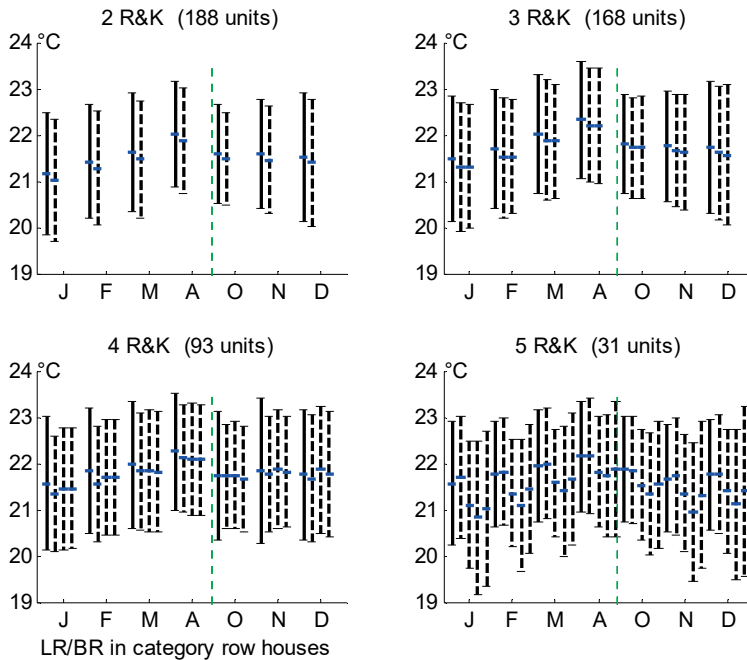 2 R&K (188 units)
3 R&K (168 units)
24 °C
23
22
21
20
19
J F M A O N D
24 °C
23
22
21
20
19
J F M A O N D
4 R&K (93 units)
5 R&K (31 units)
24 °C
23
22
21
20
19
J F M A O N D
24 °C
23
22
21
20
19
J F M A O N D
LR/BR in category row houses